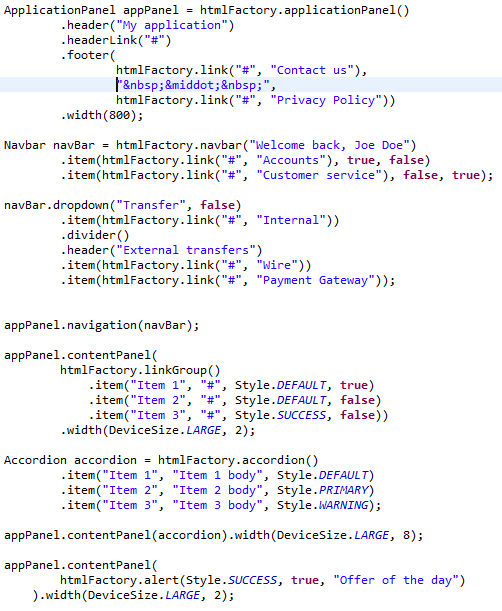 ApplicationPanel appPanel = htmlFactory.applicationPanel()
.header("My application")
.headerLink("#")
.footer(
htmlFactory.link("#", "Contact us"),
"&nbsp;&middot;&nbsp;",
htmlFactory.link("#", "Privacy Policy"))
.width(800);
Navbar navBar = htmlFactory.navbar("Welcome back, Joe Doe")
.item(htmlFactory.link("#", "Accounts"), true, false)
.item(htmlFactory.link("#", "Customer service"), false, true);
navBar.dropdown("Transfer", false)
.item(htmlFactory.link("#", "Internal"))
.divider()
.header("External transfers")
.item(htmlFactory.link("#", "Wire"))
.item(htmlFactory.link("#", "Payment Gateway"));
appPanel.navigation(navBar);
appPanel.contentPanel(
htmlFactory.linkGroup()
.item("Item 1", "#", Style.DEFAULT, true)
.item("Item 2", "#", Style.DEFAULT, false)
.item("Item 3", "#", Style.SUCCESS, false))
.width(DeviceSize.LARGE, 2);
Accordion accordion = htmlFactory.accordion()
.item("Item 1", "Item 1 body", Style.DEFAULT)
.item("Item 2", "Item 2 body", Style.PRIMARY)
.item("Item 3", "Item 3 body", Style.WARNING);
appPanel.contentPanel(accordion).width(DeviceSize.LARGE, 8);
appPanel.contentPanel(
htmlFactory.alert(Style.SUCCESS, true, "Offer of the day")
).width(DeviceSize.LARGE, 2);